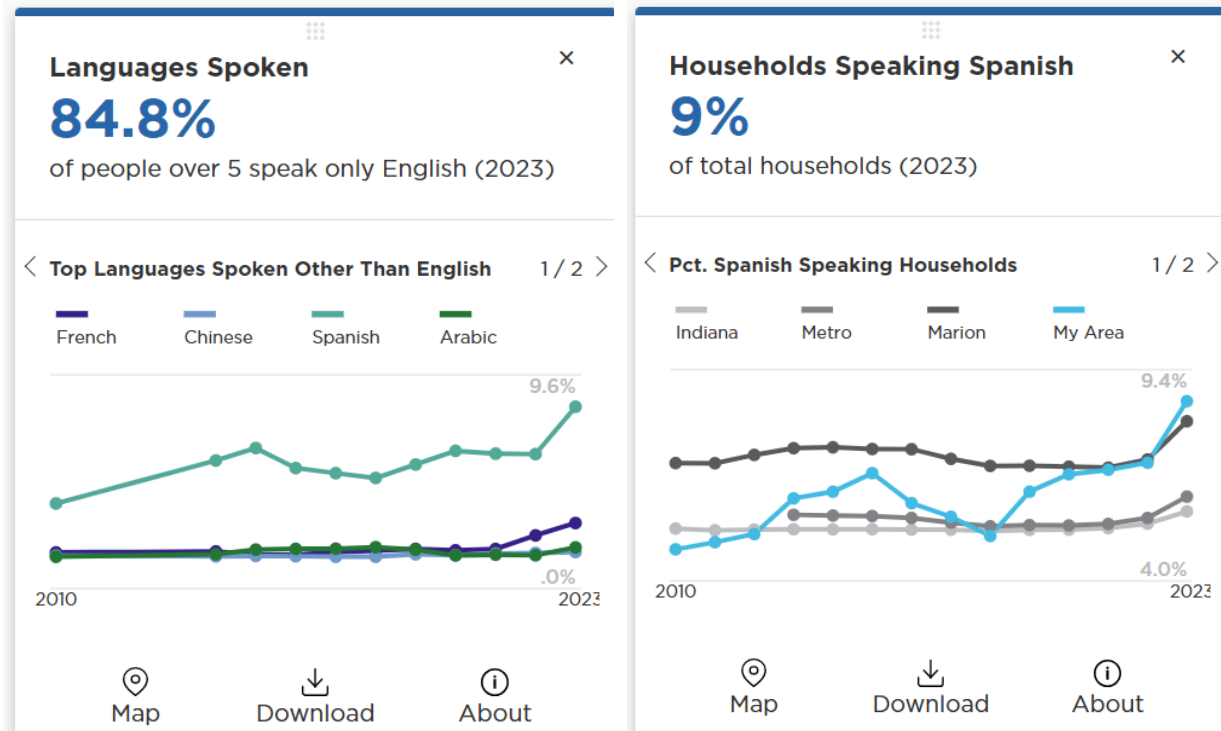 Languages Spoken
×
84.8%
of people over 5 speak only English (2023)
Top Languages Spoken Other Than English 1 / 2
French Chinese Spanish Arabic
9.6%
.0%
2010 2023
Map Download About
Households Speaking Spanish
×
9%
of total households (2023)
Pct. Spanish Speaking Households 1 / 2
Indiana Metro Marion My Area
9.4%
4.0%
2010 2023
Map Download About